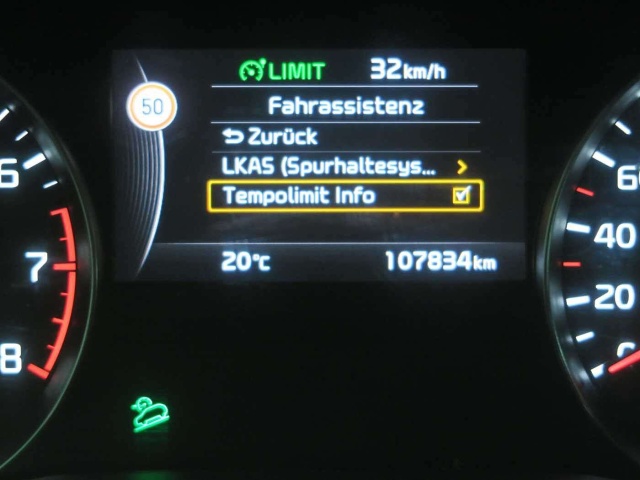 LIMIT 32km/h
50
Fahrassistenz
Zurück
LKAS (Spurhaltesys...
Tempolimit Info
20°C 107834km
6
7
8
60
40
20